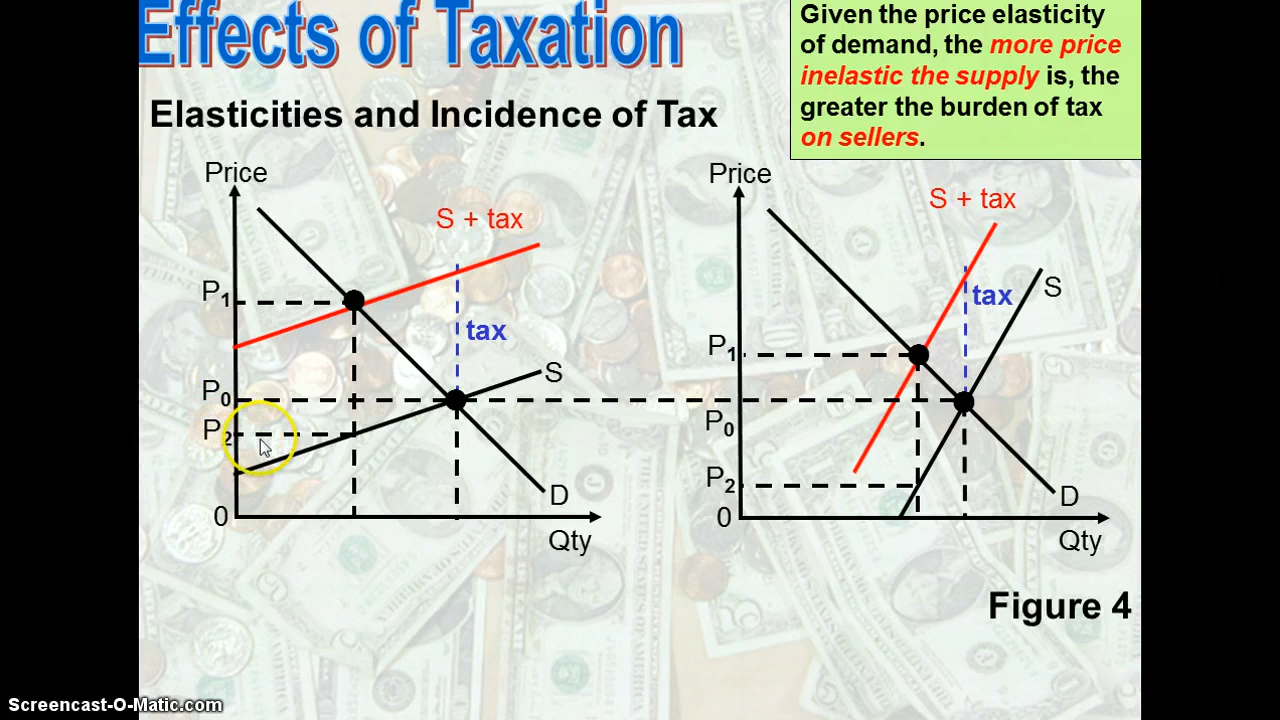 Effects of Taxation
Given the price elasticity
of demand, the more price
inelastic the supply is, the
greater the burden of tax
on sellers.
Elasticities and Incidence of Tax
Price
S + tax
P1
tax
S
P0
P2
D
0
Qty
Price
S + tax
tax
S
P1
P0
P2
D
0
Qty
Figure 4
Screencast-O-Matic.com